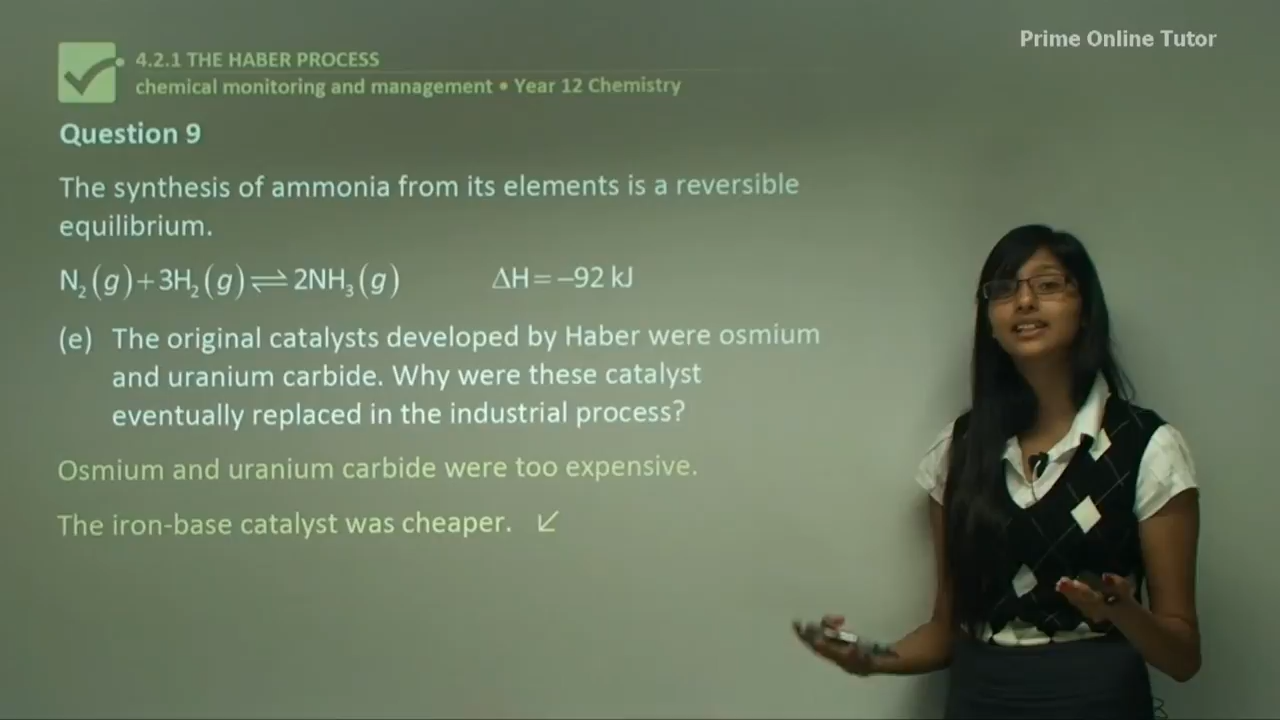 Prime Online Tutor
4.2.1 THE HABER PROCESS
chemical monitoring and management • Year 12 Chemistry
Question 9
The synthesis of ammonia from its elements is a reversible
equilibrium.
N₂(g)+3H₂(g)⇌2NH₃(g) ΔH=–92 kJ
(e) The original catalysts developed by Haber were osmium
and uranium carbide. Why were these catalyst
eventually replaced in the industrial process?
Osmium and uranium carbide were too expensive.
The iron-base catalyst was cheaper.